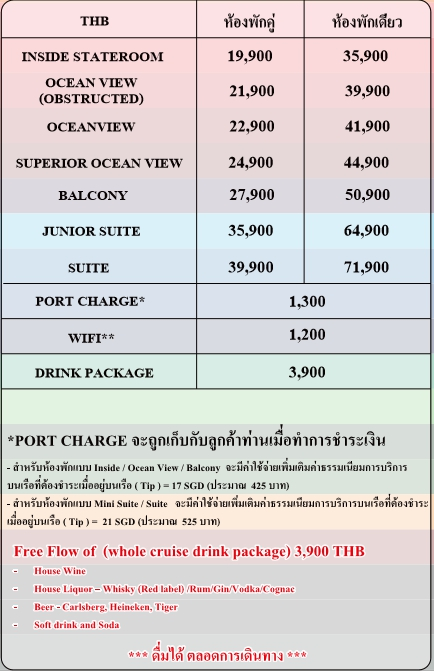 THB ห้องพักคู่ ห้องพักเดี่ยว
INSIDE STATEROOM 19,900 35,900
OCEAN VIEW
(OBSTRUCTED) 21,900 39,900
OCEANVIEW 22,900 41,900
SUPERIOR OCEAN VIEW 24,900 44,900
BALCONY 27,900 50,900
JUNIOR SUITE 35,900 64,900
SUITE 39,900 71,900
PORT CHARGE* 1,300
WIFI** 1,200
DRINK PACKAGE 3,900
*PORT CHARGE จะถูกเก็บกับลูกค้าท่านเมื่อทำการชำระเงิน
- สำหรับห้องพักแบบ Inside / Ocean View / Balcony จะมีค่าใช้จ่ายเพิ่มเติมค่าธรรมเนียมการบริการ
บนเรือที่ต้องชำระเมื่ออยู่บนเรือ ( Tip ) = 17 SGD (ประมาณ 425 บาท)
- สำหรับห้องพักแบบ Mini Suite / Suite จะมีค่าใช้จ่ายเพิ่มเติมค่าธรรมเนียมการบริการบนเรือที่ต้องชำระ
เมื่ออยู่บนเรือ ( Tip ) = 21 SGD (ประมาณ 525 บาท)
Free Flow of (whole cruise drink package) 3,900 THB
- House Wine
- House Liquor – Whisky (Red label) /Rum/Gin/Vodka/Cognac
- Beer - Carlsberg, Heineken, Tiger
- Soft drink and Soda
*** ดื่มได้ ตลอดการเดินทาง ***